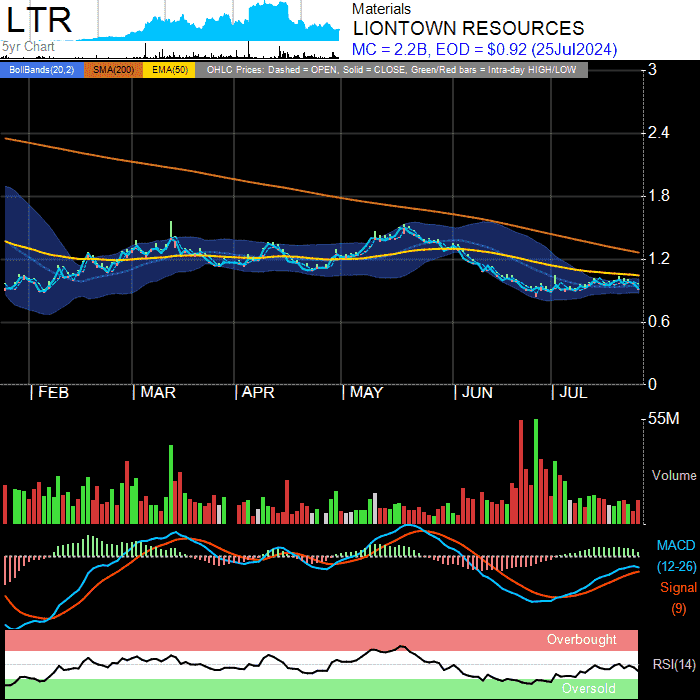 LTR
5yr Chart
Materials
LIONTOWN RESOURCES
MC = 2.2B, EOD = $0.92 (25Jul2024)
BollBands(20,2) SMA(200) EMA(50) OHLC Prices: Dashed = OPEN, Solid = CLOSE, Green/Red bars = Intra-day HIGH/LOW
3
2.4
1.8
1.2
0.6
0
| FEB | MAR | APR | MAY | JUN | JUL
55M
Volume
MACD
(12-26)
Signal
(9)
Overbought
RSI(14)
Oversold